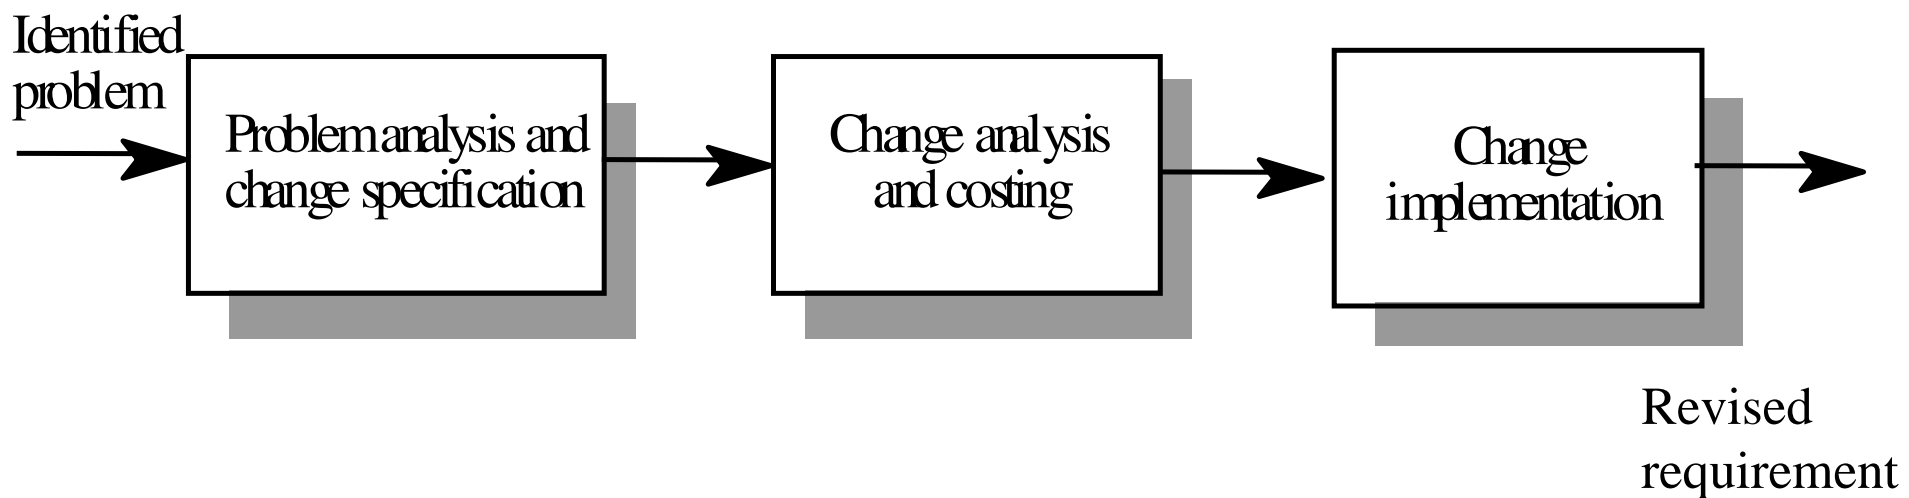 Identified
problem
Problem analysis and
change specification
Change analysis
and costing
Change
implementation
Revised
requirement